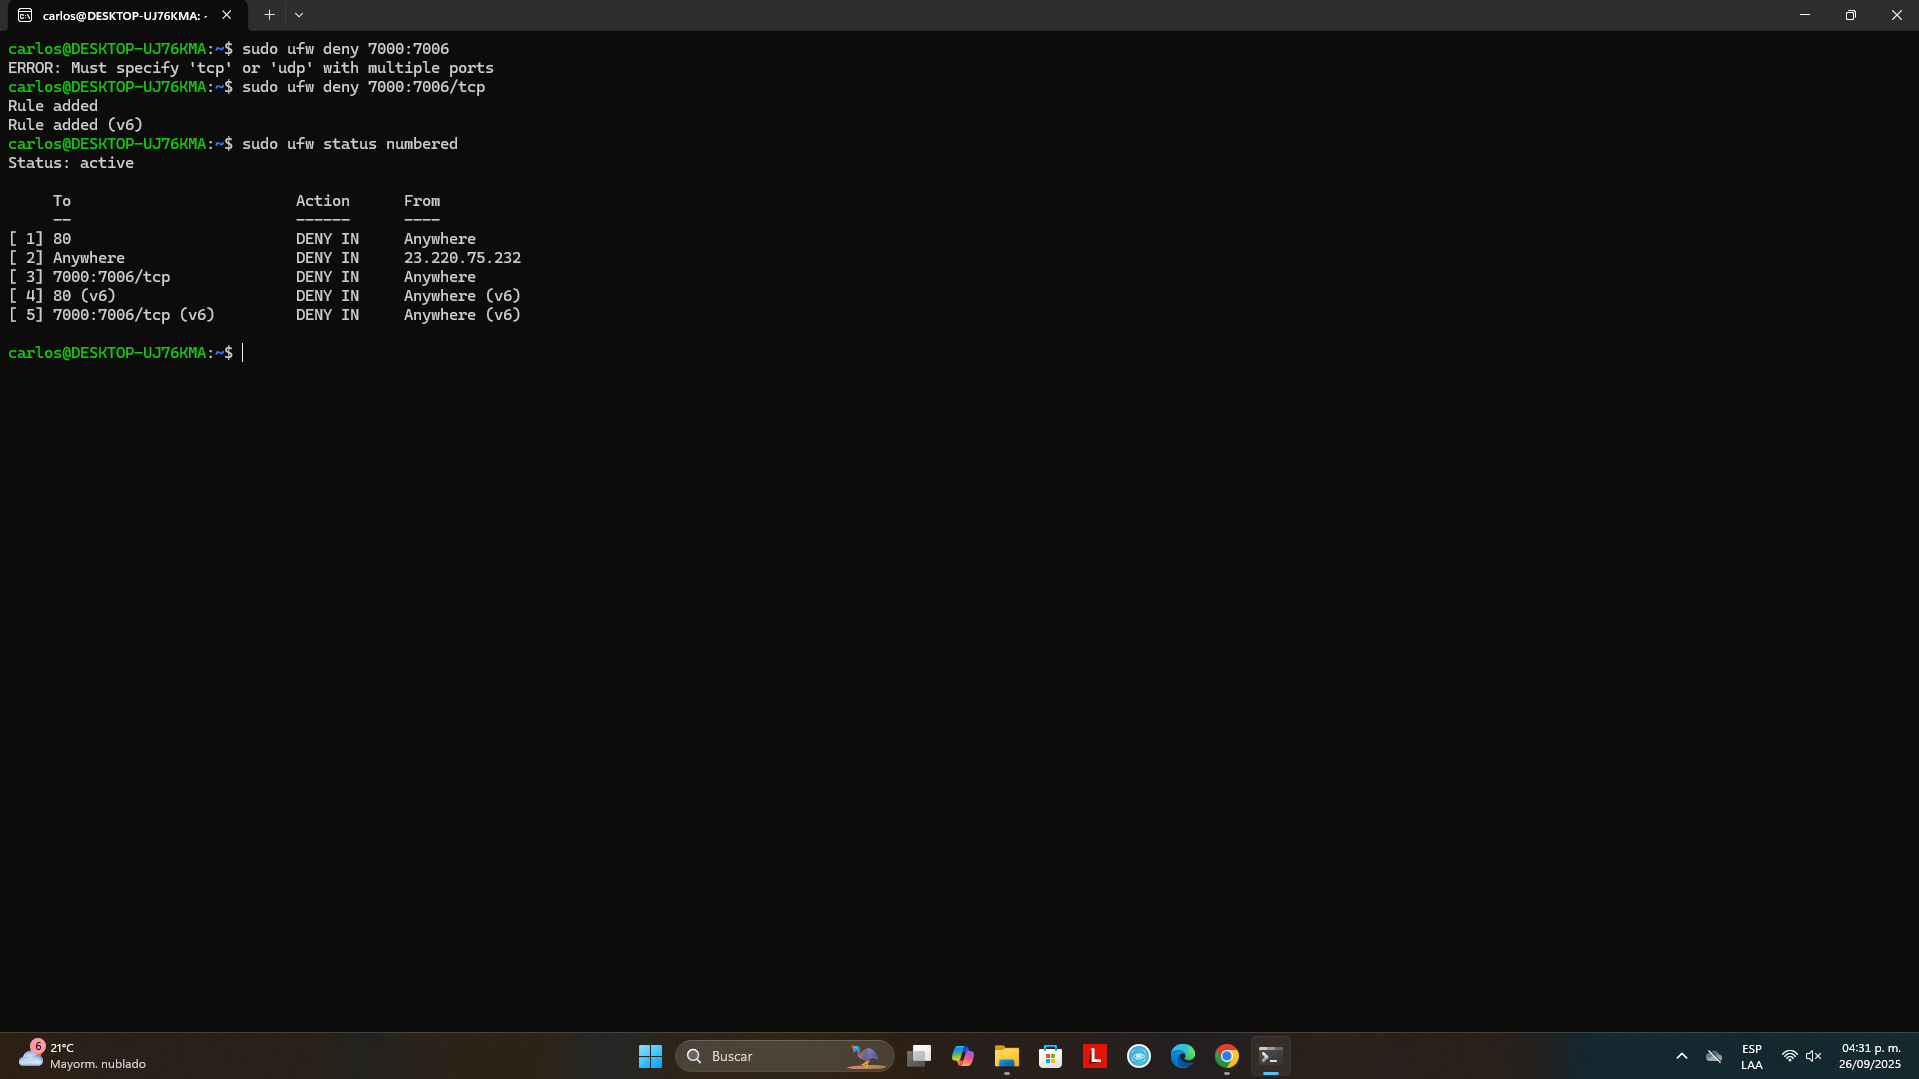 carlos@DESKTOP-UJ76KMA: ~
carlos@DESKTOP-UJ76KMA:~$ sudo ufw deny 7000:7006
ERROR: Must specify 'tcp' or 'udp' with multiple ports
carlos@DESKTOP-UJ76KMA:~$ sudo ufw deny 7000:7006/tcp
Rule added
Rule added (v6)
carlos@DESKTOP-UJ76KMA:~$ sudo ufw status numbered
Status: active
To Action From
-- ------ ----
[ 1] 80 DENY IN Anywhere
[ 2] Anywhere DENY IN 23.220.75.232
[ 3] 7000:7006/tcp DENY IN Anywhere
[ 4] 80 (v6) DENY IN Anywhere (v6)
[ 5] 7000:7006/tcp (v6) DENY IN Anywhere (v6)
carlos@DESKTOP-UJ76KMA:~$
6
21°C
Mayorm. nublado
Buscar
L
ESP
LAA
04:31 p. m.
26/09/2025